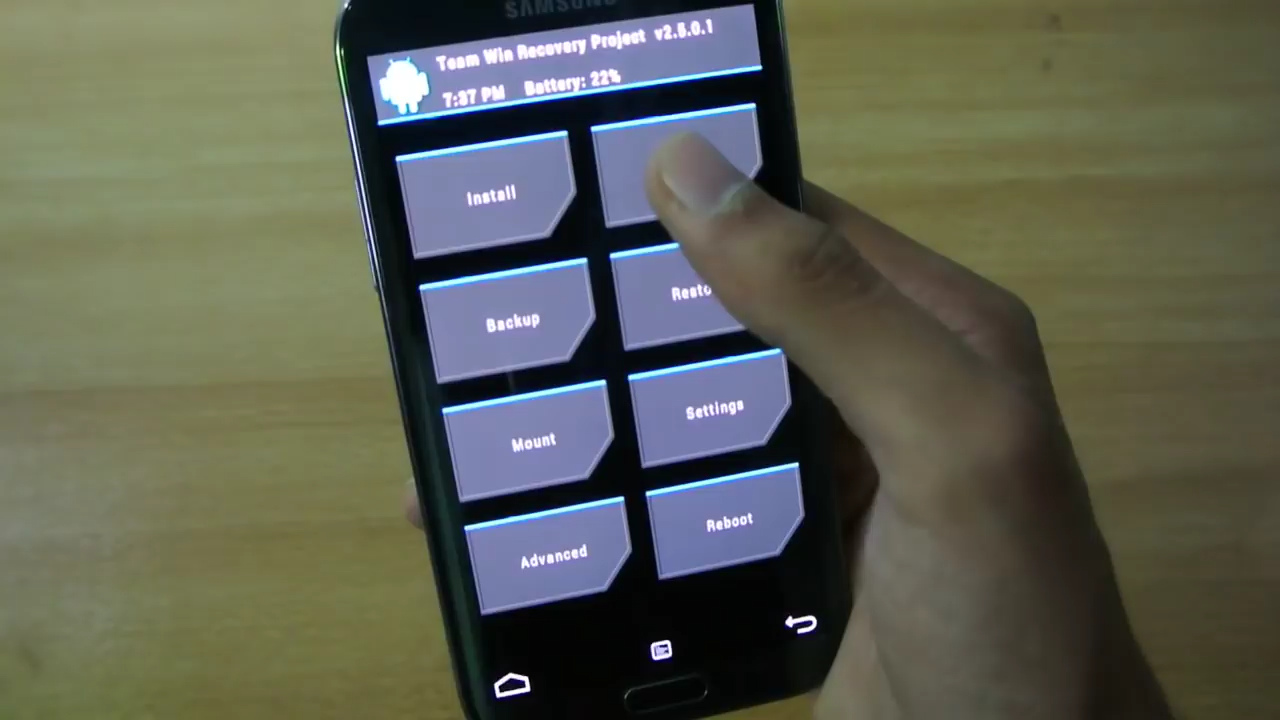 SAMSUNG
Team Win Recovery Project v2.5.0.1
7:37 PM Battery: 22%
Install
Backup
Resto
Mount
Settings
Advanced
Reboot